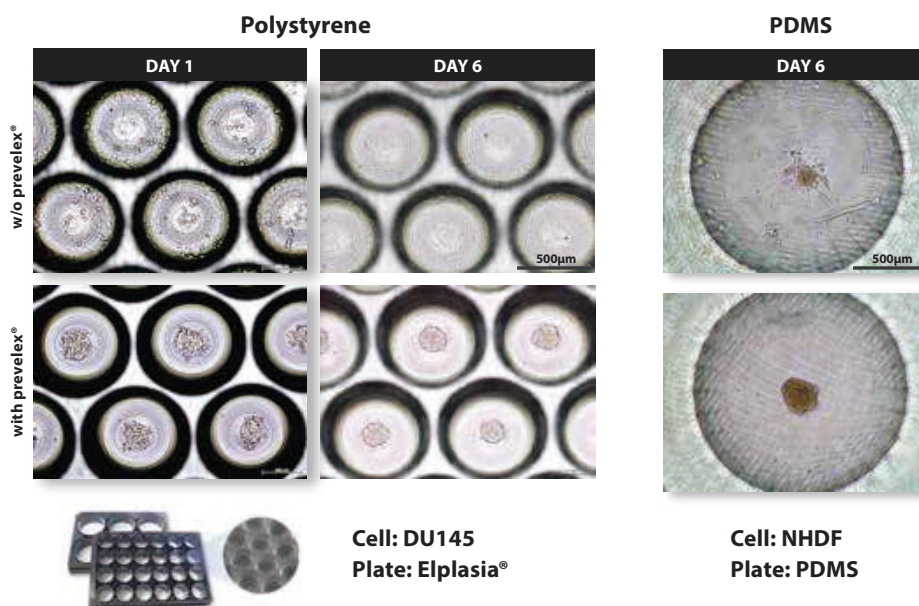 Polystyrene
PDMS
DAY 1
DAY 6
DAY 6
w/o prevelex®
500µm
500µm
with prevelex®
Cell: DU145
Plate: Elplasia®
Cell: NHDF
Plate: PDMS